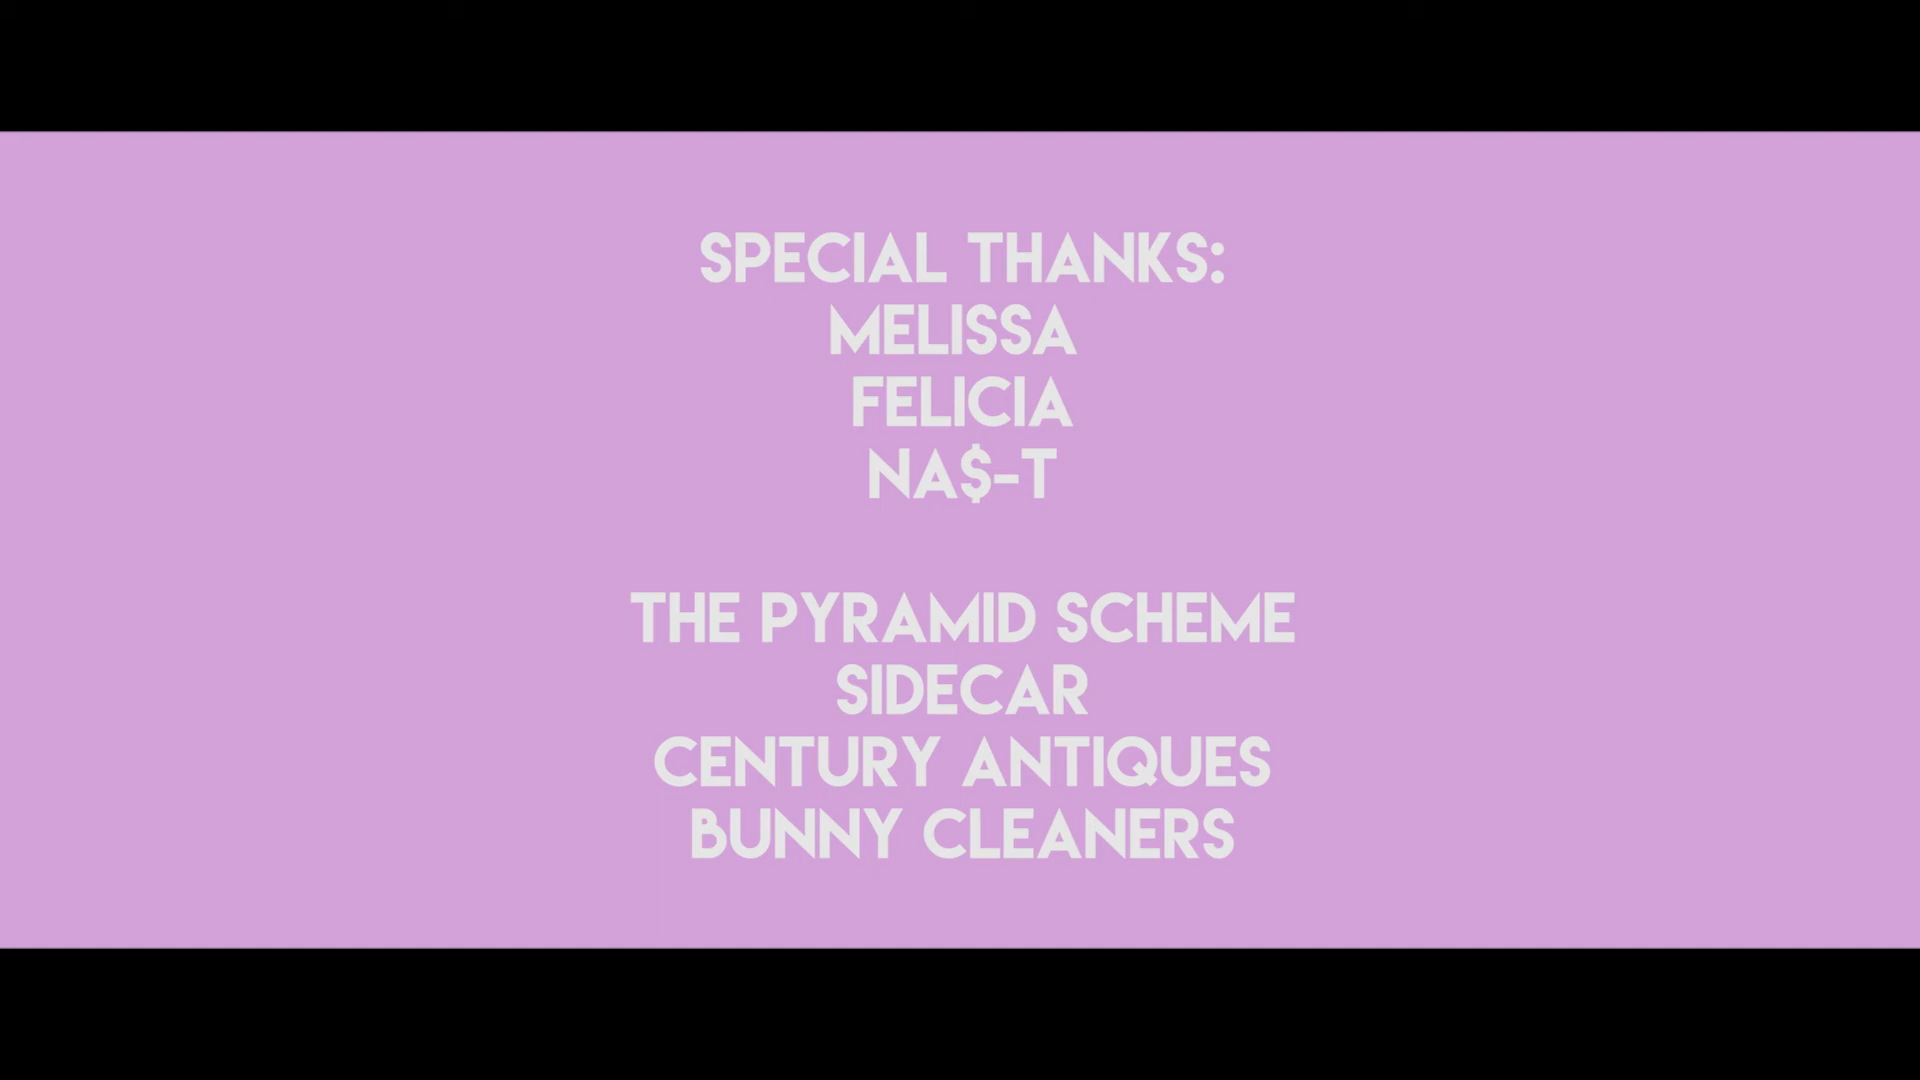 SPECIAL THANKS:
MELISSA
FELICIA
NA$-T
THE PYRAMID SCHEME
SIDECAR
CENTURY ANTIQUES
BUNNY CLEANERS